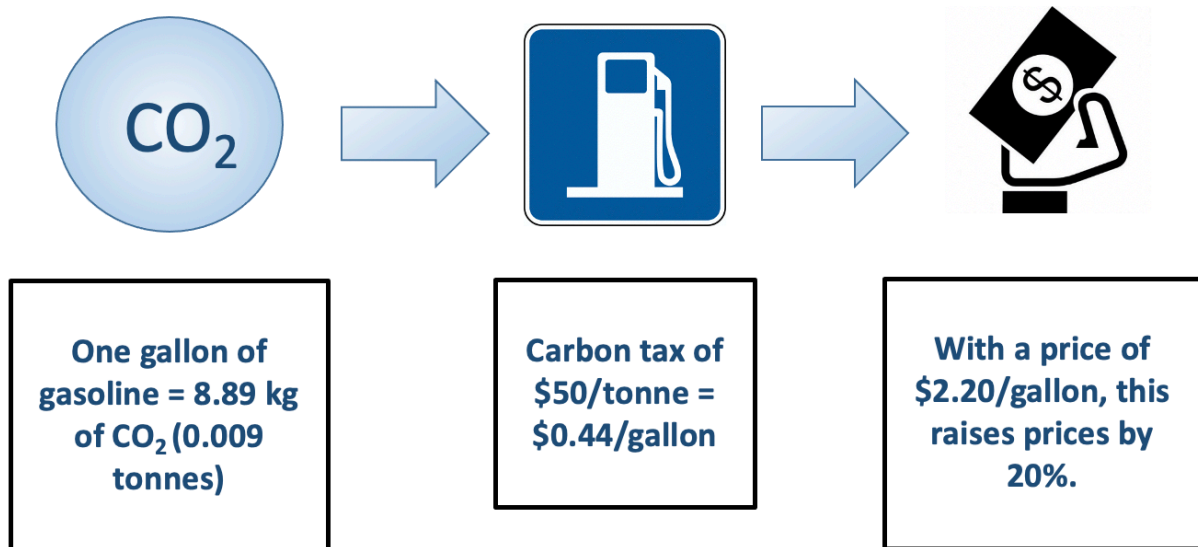 CO₂
$
One gallon of
gasoline = 8.89 kg
of CO₂ (0.009
tonnes)
Carbon tax of
$50/tonne =
$0.44/gallon
With a price of
$2.20/gallon, this
raises prices by
20%.